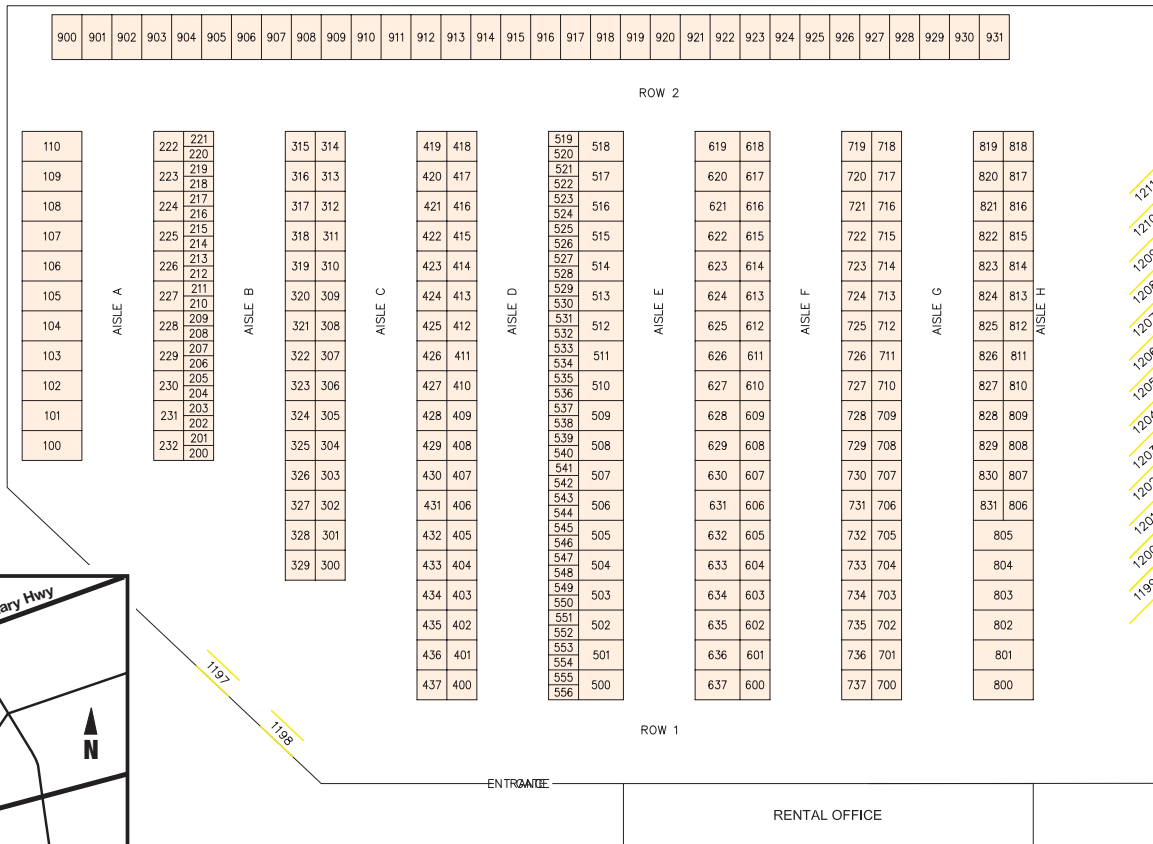 900 901 902 903 904 905 906 907 908 909 910 911 912 913 914 915 916 917 918 919 920 921 922 923 924 925 926 927 928 929 930 931
ROW 2
110 222 221 315 314 419 418 519 518 619 618 719 718 819 818
220 520
109 223 219 316 313 420 417 521 517 620 617 720 717 820 817
218 522
108 224 217 317 312 421 416 523 516 621 616 721 716 821 816
216 524
107 225 215 318 311 422 415 525 515 622 615 722 715 822 815
214 526
106 226 213 319 310 423 414 527 514 623 614 723 714 823 814
212 528
105 227 211 320 309 424 413 529 513 624 613 724 713 824 813
210 530
104 228 209 321 308 425 412 531 512 625 612 725 712 825 812
208 532
103 229 207 322 307 426 411 533 511 626 611 726 711 826 811
206 534
102 230 205 323 306 427 410 535 510 627 610 727 710 827 810
204 536
101 231 203 324 305 428 409 537 509 628 609 728 709 828 809
202 538
100 232 201 325 304 429 408 539 508 629 608 729 708 829 808
200 540
326 303 430 407 541 507 630 607 730 707 830 807
542
327 302 431 406 543 506 631 606 731 706 831 806
544
328 301 432 405 545 505 632 605 732 705 805
546
329 300 433 404 547 504 633 604 733 704 804
548
434 403 549 503 634 603 734 703 803
550
435 402 551 502 635 602 735 702 802
552
436 401 553 501 636 601 736 701 801
554
437 400 555 500 637 600 737 700 800
556
AISLE A
AISLE B
AISLE C
AISLE D
AISLE E
AISLE F
AISLE G
AISLE H
1211
1210
1209
1208
1207
1206
1205
1204
1203
1202
1201
1200
1199
1197
1198
ary Hwy
N
ROW 1
ENTRANCE
GATE
RENTAL OFFICE